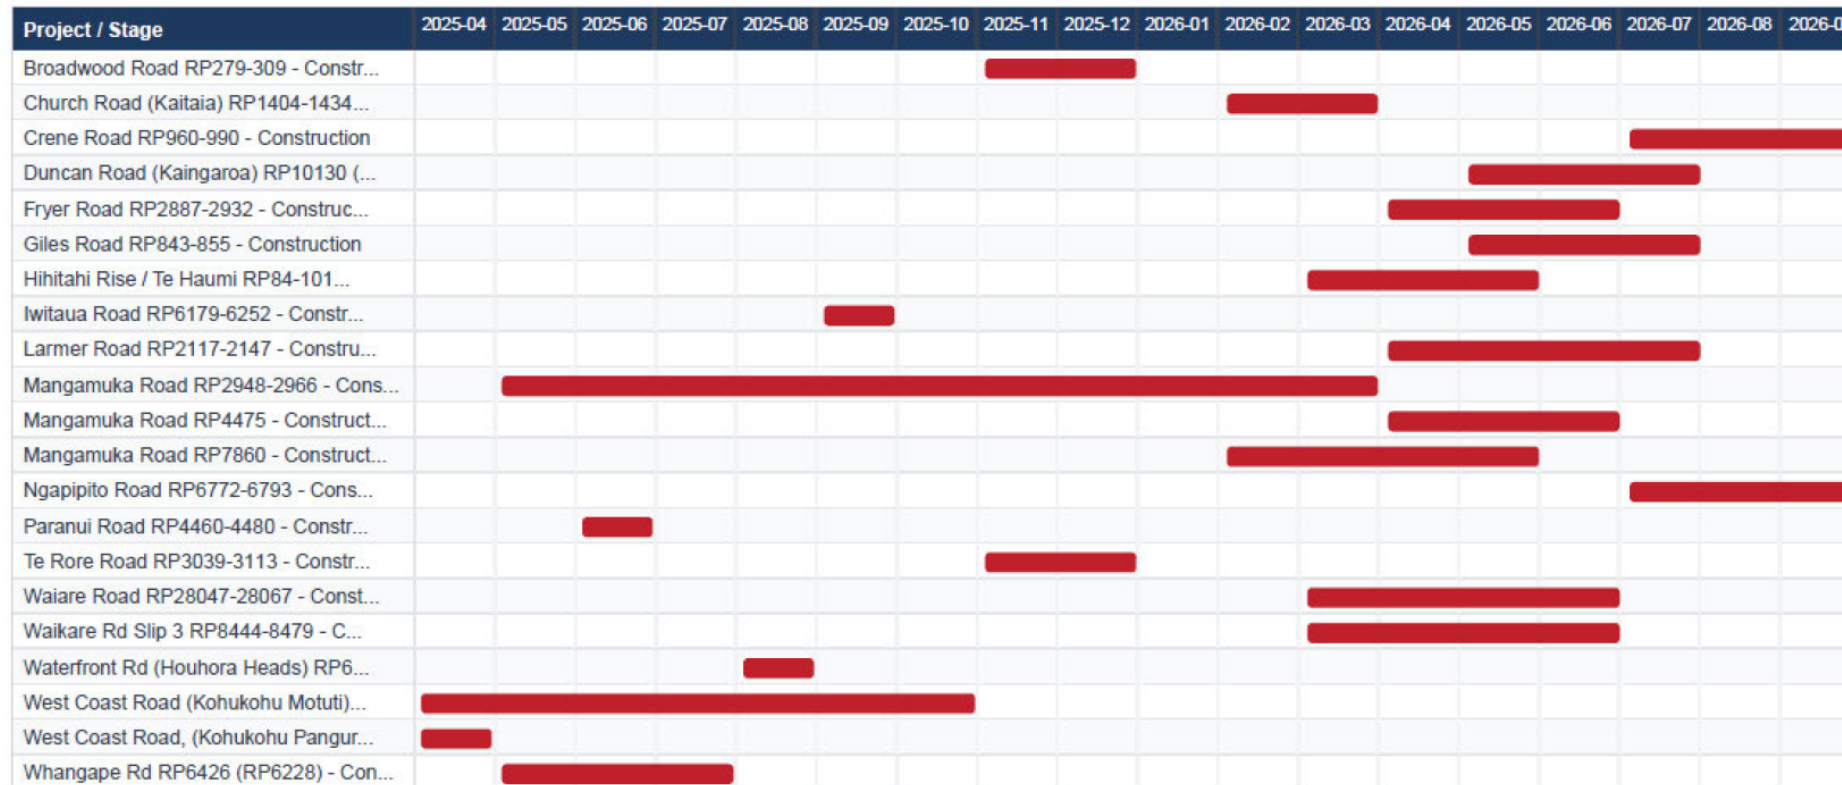 Project / Stage 2025-04 2025-05 2025-06 2025-07 2025-08 2025-09 2025-10 2025-11 2025-12 2026-01 2026-02 2026-03 2026-04 2026-05 2026-06 2026-07 2026-08 2026-0
Broadwood Road RP279-309 - Constr...
Church Road (Kaitaia) RP1404-1434...
Crene Road RP960-990 - Construction
Duncan Road (Kaingaroa) RP10130 (...
Fryer Road RP2887-2932 - Construc...
Giles Road RP843-855 - Construction
Hihitahi Rise / Te Haumi RP84-101...
Iwitaua Road RP6179-6252 - Constr...
Larmer Road RP2117-2147 - Constru...
Mangamuka Road RP2948-2966 - Cons...
Mangamuka Road RP4475 - Construct...
Mangamuka Road RP7860 - Construct...
Ngapipito Road RP6772-6793 - Cons...
Paranui Road RP4460-4480 - Constr...
Te Rore Road RP3039-3113 - Constr...
Waiare Road RP28047-28067 - Const...
Waikare Rd Slip 3 RP8444-8479 - C...
Waterfront Rd (Houhora Heads) RP6...
West Coast Road (Kohukohu Motuti)...
West Coast Road, (Kohukohu Pangur...
Whangape Rd RP6426 (RP6228) - Con...